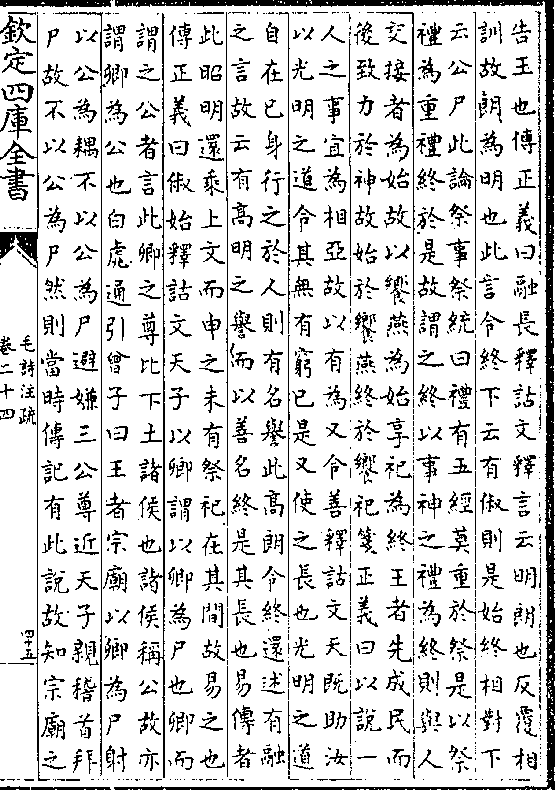 告王也傳正義曰融長釋詁文釋言云明朗也反覆相
訓故朗為明也此言令終下云有俶則是始終相對下
云公尸此論祭事祭統曰禮有五經莫重於祭是以祭
禮為重禮終於是故謂之終以事神之禮為終則與人
交接者為始故以饗燕為始享祀為終王者先成民而
後致力於神故始於饗燕終於饗祀箋正義曰以說一
人之事宜為相亞故以有為又令善釋詁文天既助汝
以光明之道令其無有窮已是又使之長也光明之道
自在已身行之於人則有名譽此高朗令終還述有融
之言故云有高明之譽而以善名終是其長也易傳者
此昭明還乘上文而申之未有祭祀在其間故易之也
傳正義曰俶始釋詁文天子以卿謂以卿為尸也卿而
謂之公者言此卿之尊比下土諸侯也諸侯稱公故亦
謂卿為公也白虎通引曾子曰王者宗廟以卿為尸射
以公為耦不以公為尸避嫌三公尊近天子親稽首拜
尸故不以公為尸然則當時傳記有此說故知宗廟之
欽定四庫全書
毛詩注疏
卷二十四
四十五